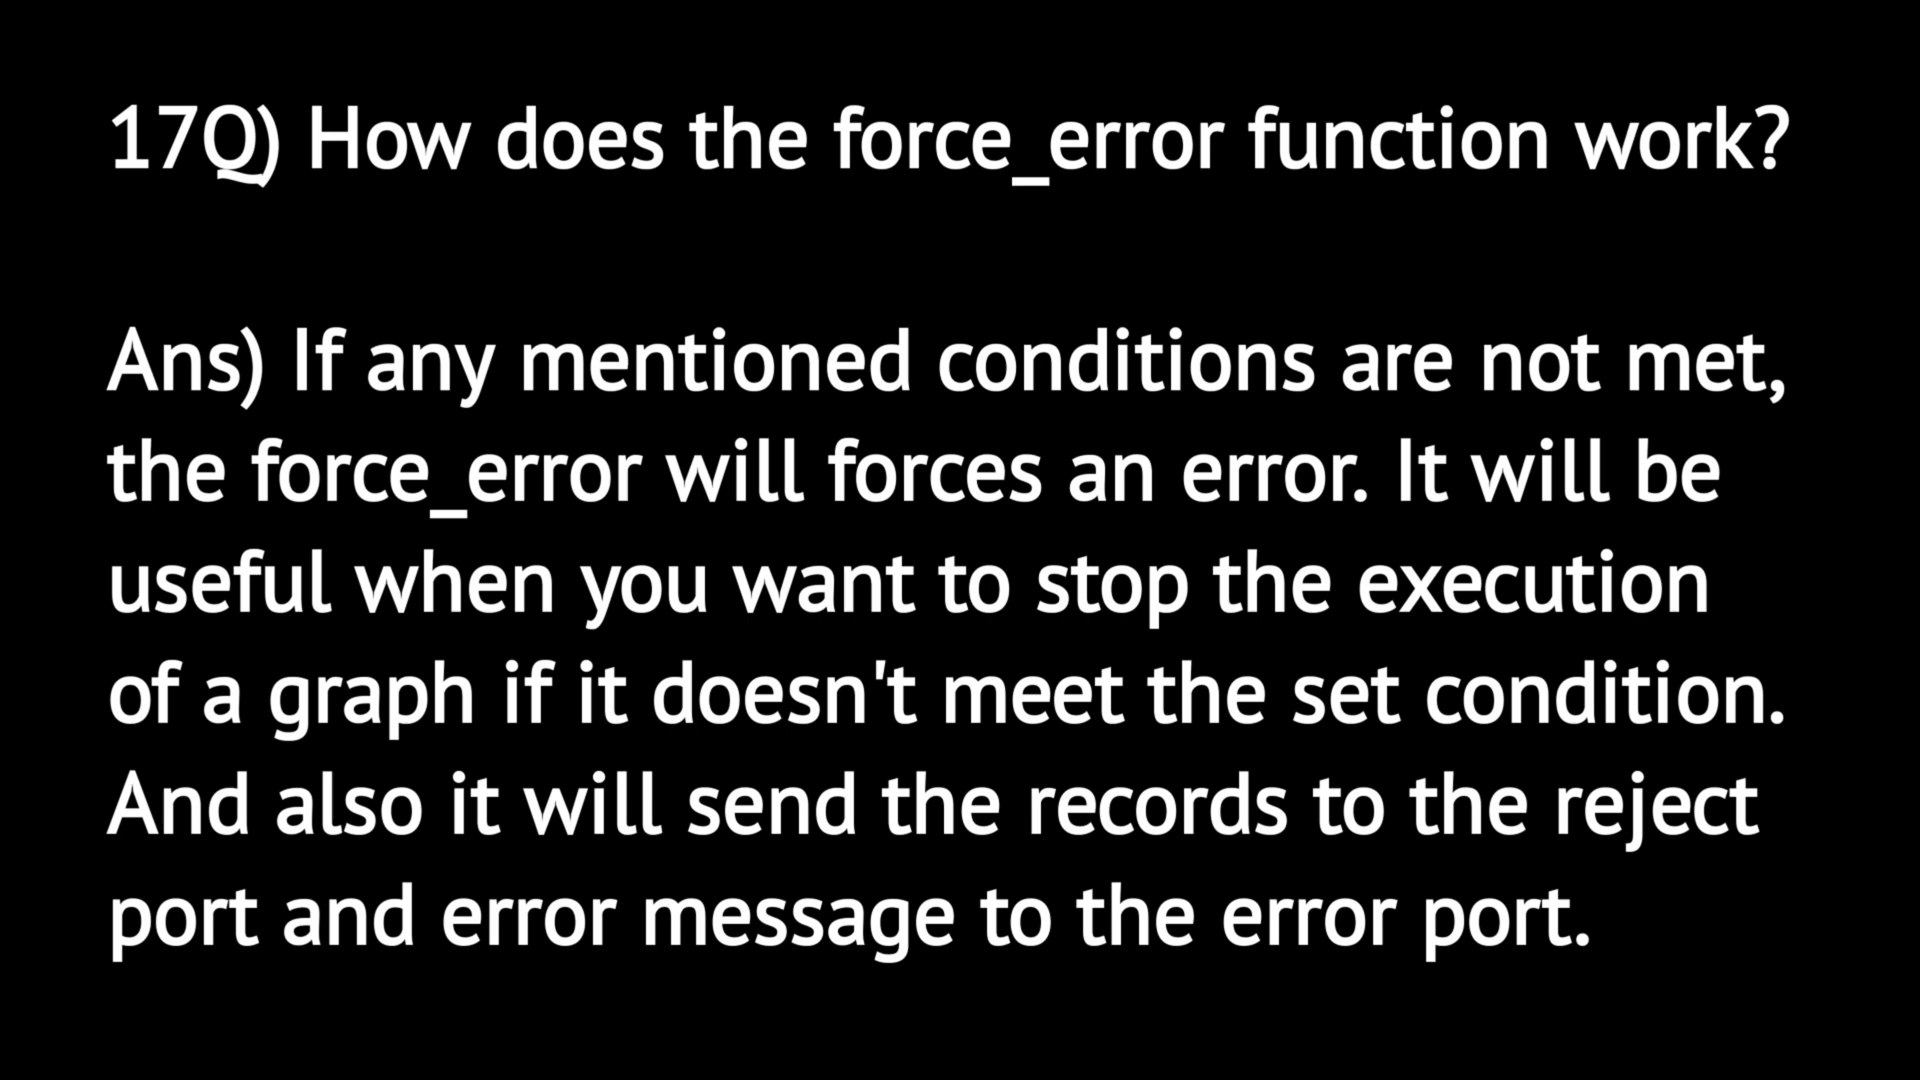 17Q) How does the force_error function work?
Ans) If any mentioned conditions are not met,
the force_error will forces an error. It will be
useful when you want to stop the execution
of a graph if it doesn't meet the set condition.
And also it will send the records to the reject
port and error message to the error port.